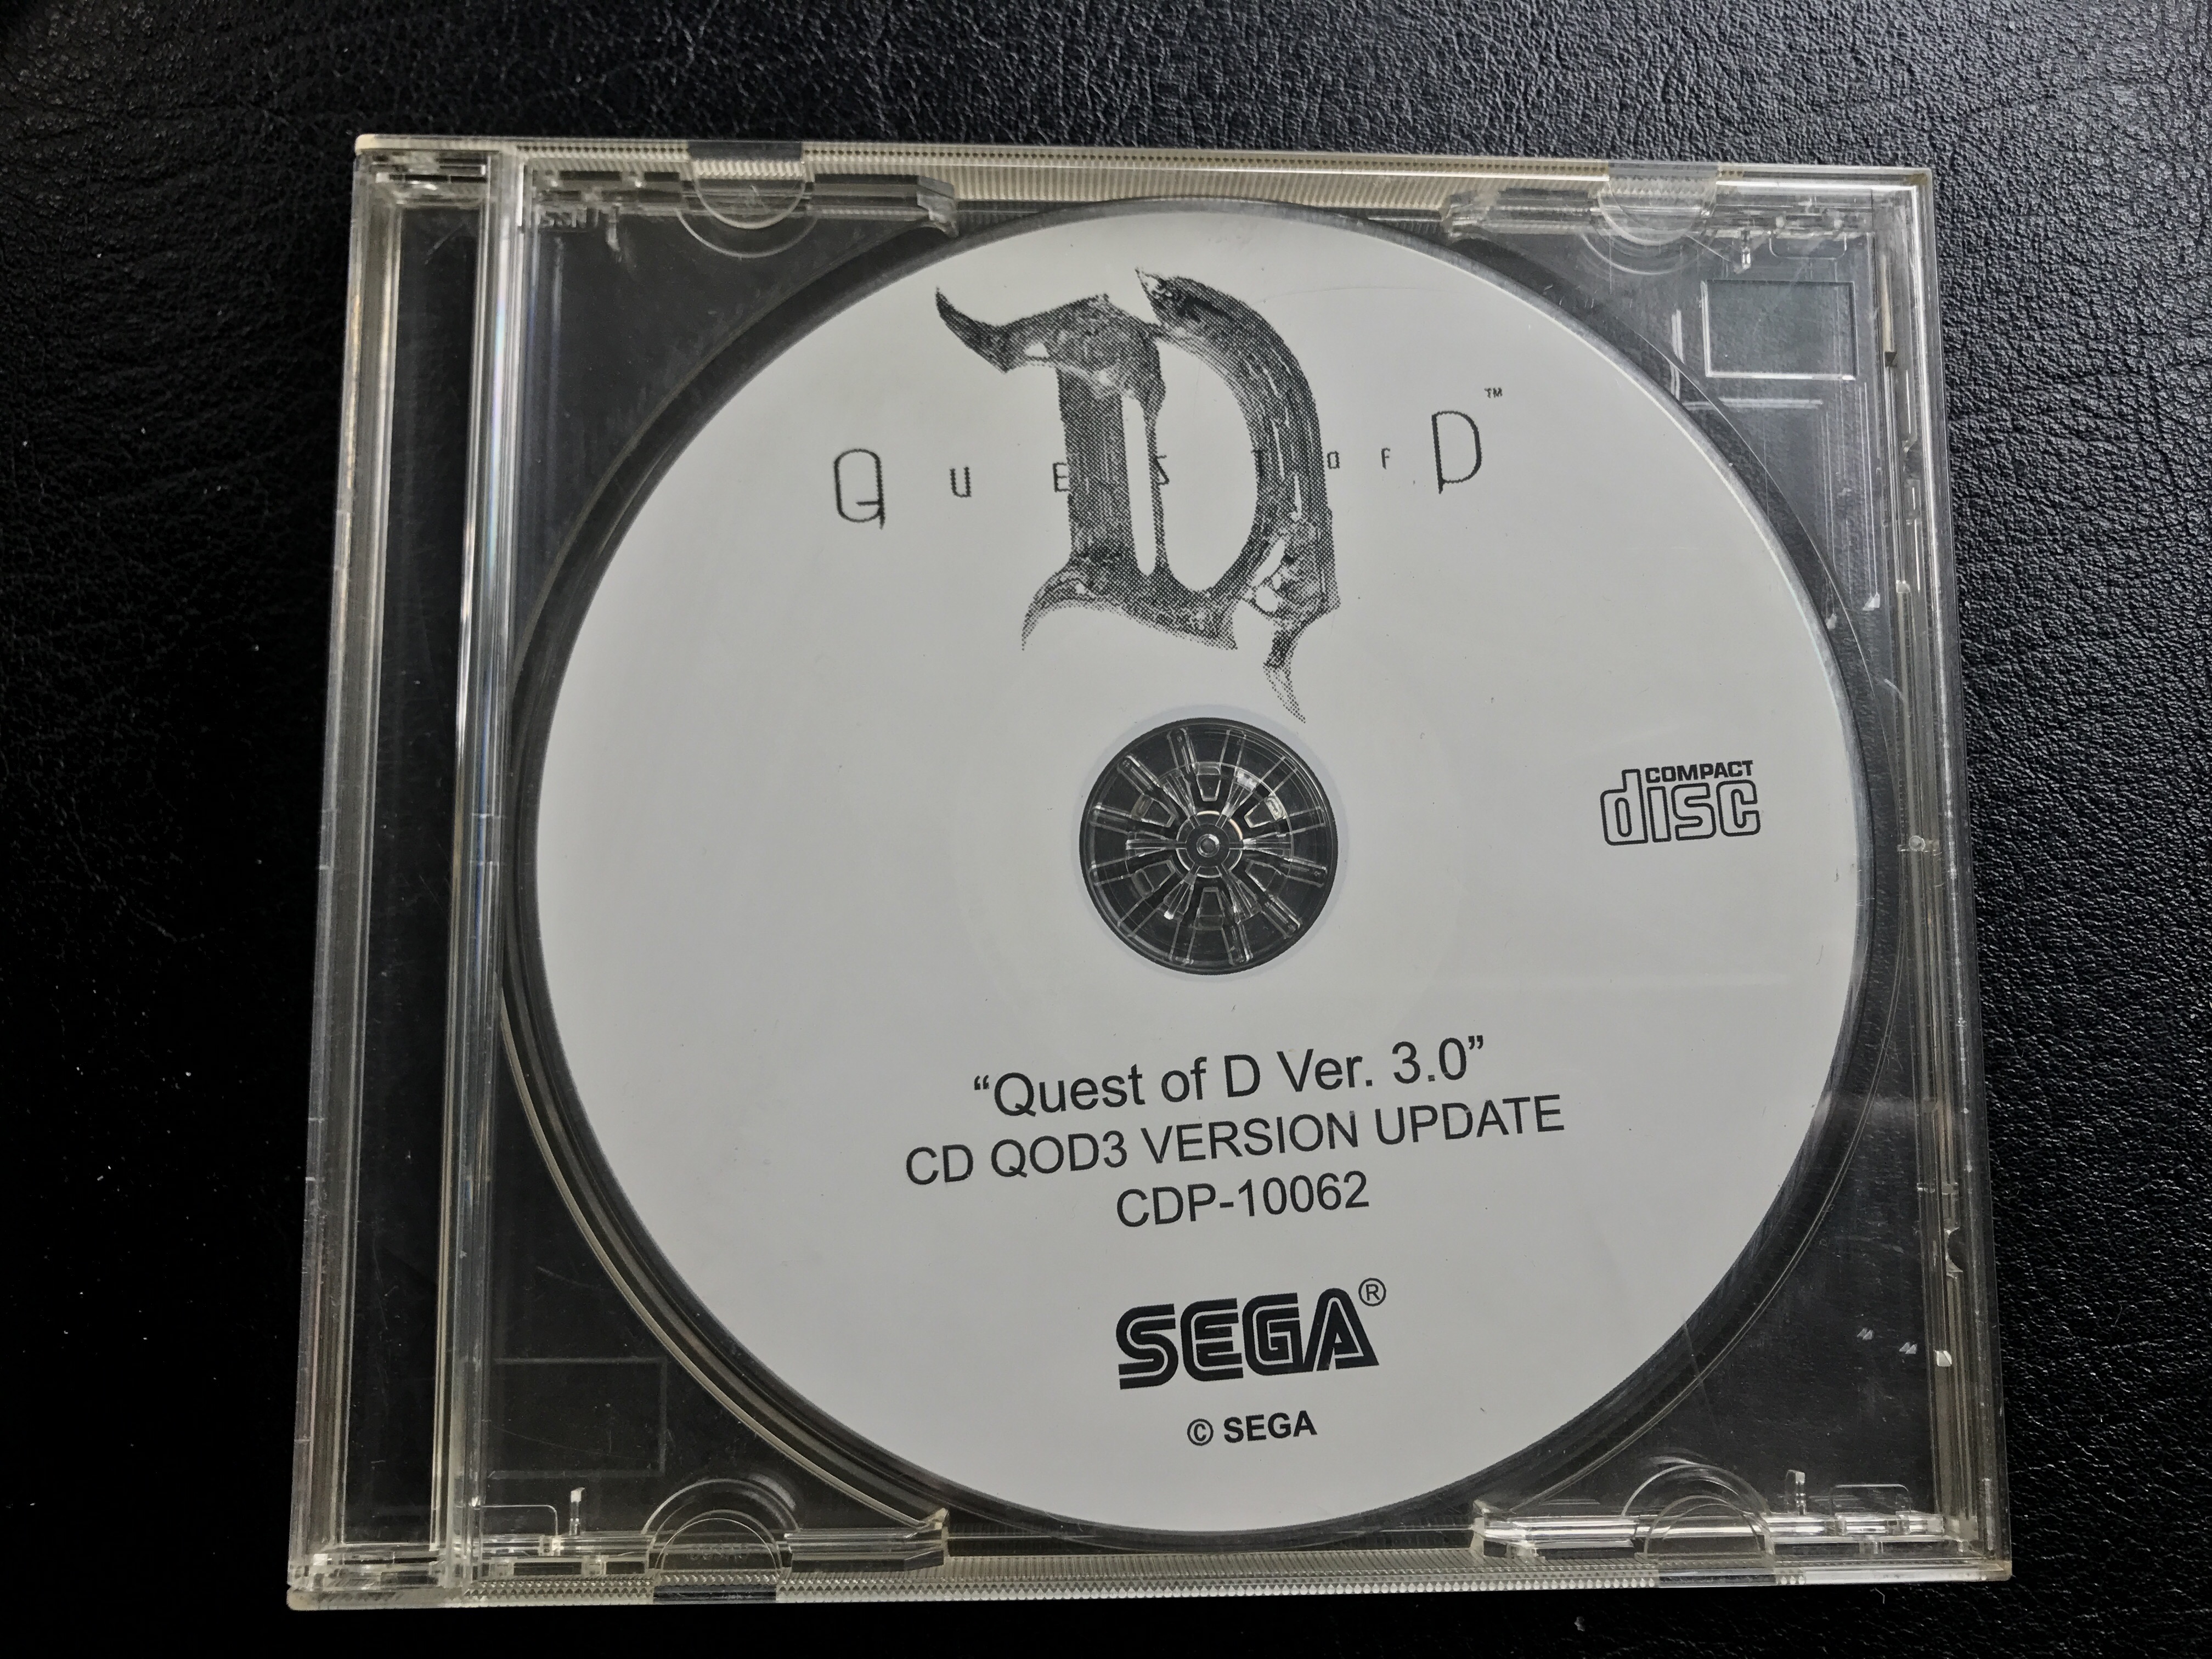 QUEST of D™
COMPACT
disc
“Quest of D Ver. 3.0”
CD QOD3 VERSION UPDATE
CDP-10062
SEGA®
© SEGA